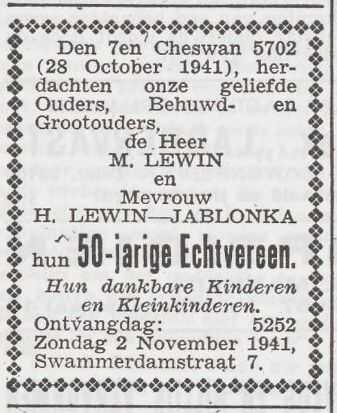 Den 7en Cheswan 5702
(28 October 1941), her-
dachten onze geliefde
Ouders, Behuwd- en
Grootouders,
de Heer
M. LEWIN
en
Mevrouw
H. LEWIN—JABLONKA
hun 50-jarige Echtvereen.
Hun dankbare Kinderen
en Kleinkinderen.
Ontvangdag: 5252
Zondag 2 November 1941,
Swammerdamstraat 7.